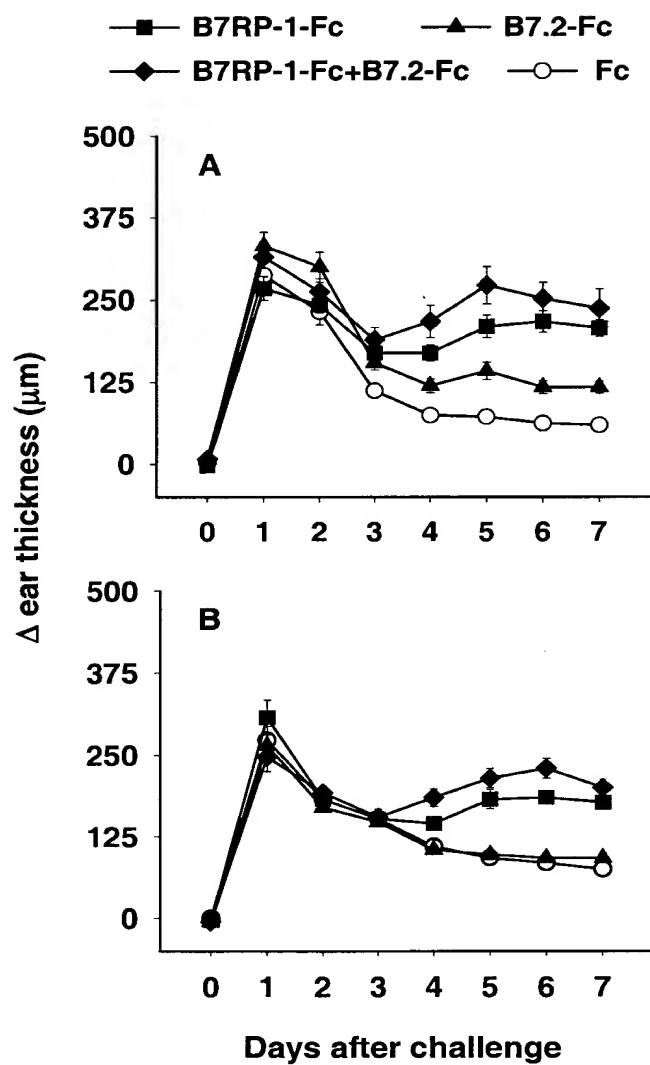 B7RP-1-Fc B7.2-Fc
B7RP-1-Fc+B7.2-Fc Fc
Δ ear thickness (μm)
A
500
375
250
125
0
0 1 2 3 4 5 6 7
B
500
375
250
125
0
0 1 2 3 4 5 6 7
Days after challenge